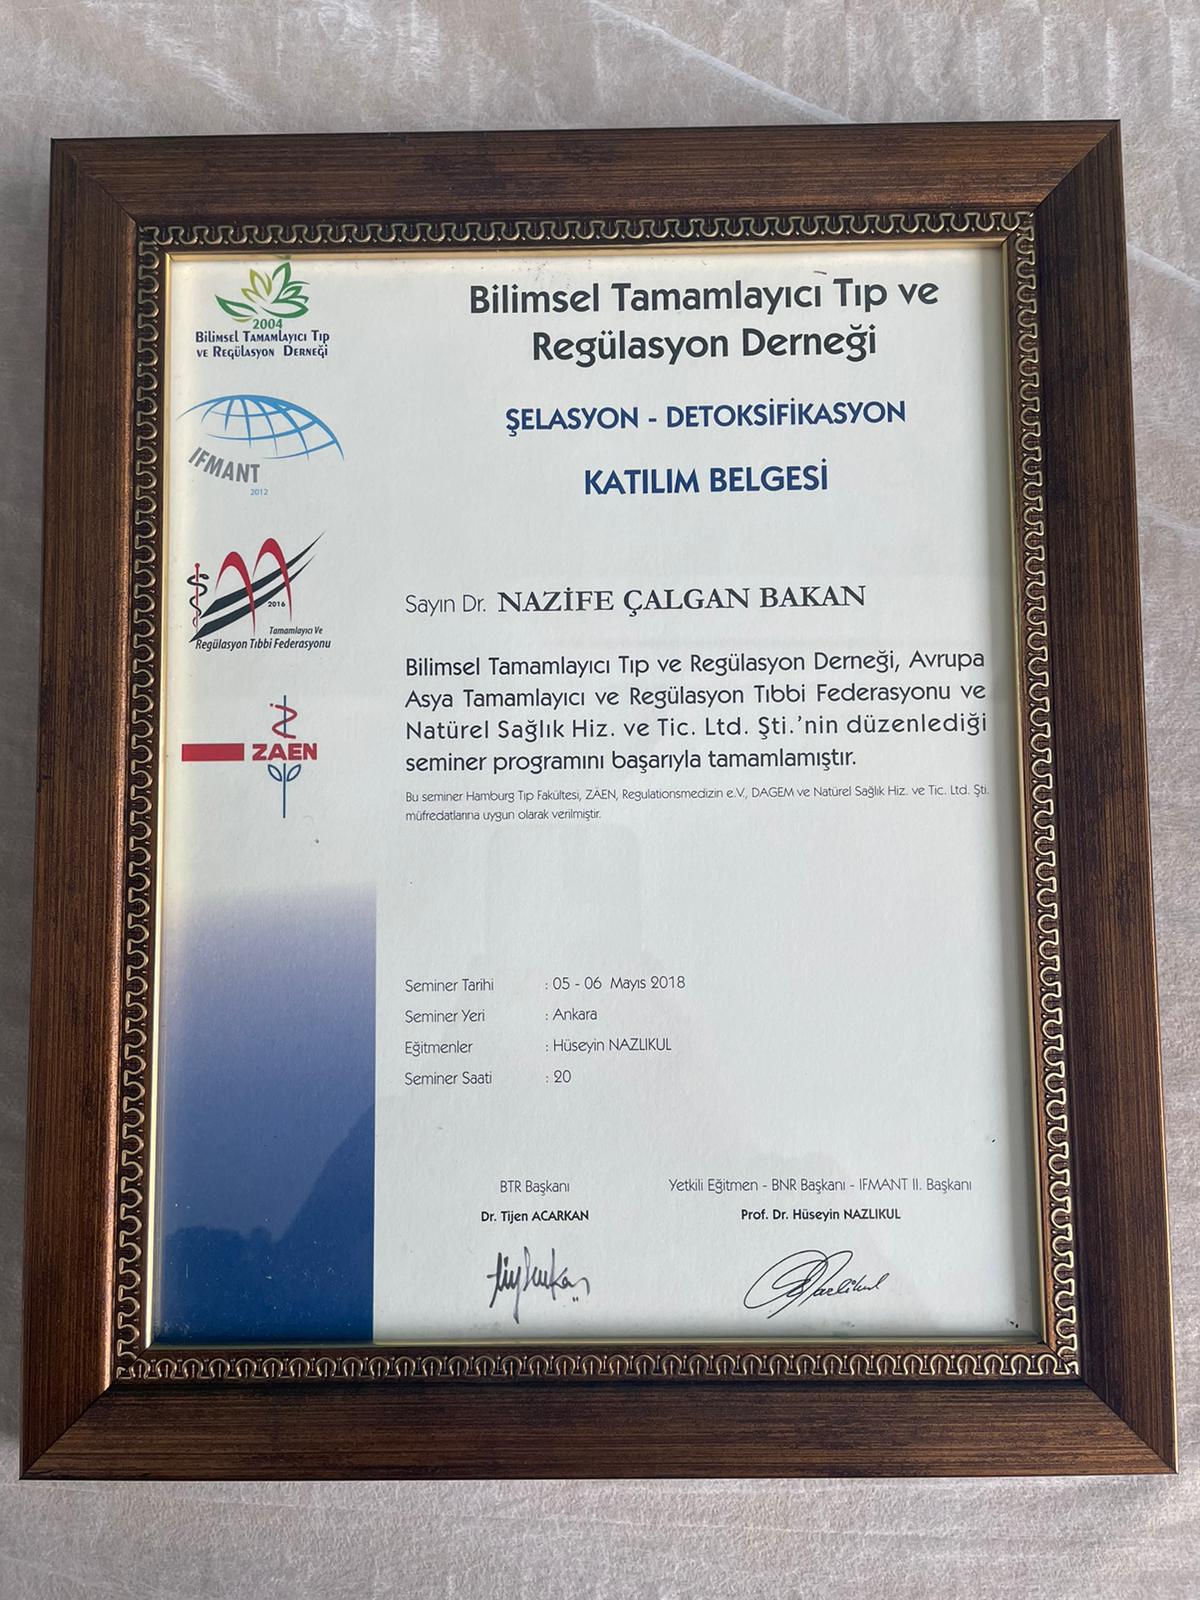 2004
Bilimsel Tamamlayıcı Tıp
ve Regülasyon Derneği
IFMANT
2012
2016
Tamamlayıcı Ve
Regülasyon Tıbbi Federasyonu
ZAEN
Bilimsel Tamamlayıcı Tıp ve
Regülasyon Derneği
ŞELASYON - DETOKSİFİKASYON
KATILIM BELGESİ
Sayın Dr. NAZİFE ÇALGAN BAKAN
Bilimsel Tamamlayıcı Tıp ve Regülasyon Derneği, Avrupa
Asya Tamamlayıcı ve Regülasyon Tıbbi Federasyonu ve
Natürel Sağlık Hiz. ve Tic. Ltd. Şti.'nin düzenlediği
seminer programını başarıyla tamamlamıştır.
Bu seminer Hamburg Tıp Fakültesi, ZÄEN, Regulationsmedizin e.V., DAGEM ve Natürel Sağlık Hiz. ve Tic. Ltd. Şti.
müfredatlarına uygun olarak verilmiştir.
Seminer Tarihi : 05 - 06 Mayıs 2018
Seminer Yeri : Ankara
Eğitmenler : Hüseyin NAZLIKUL
Seminer Saati : 20
BTR Başkanı
Dr. Tijen ACARKAN
Yetkili Eğitmen - BNR Başkanı - IFMANT II. Başkanı
Prof. Dr. Hüseyin NAZLIKUL